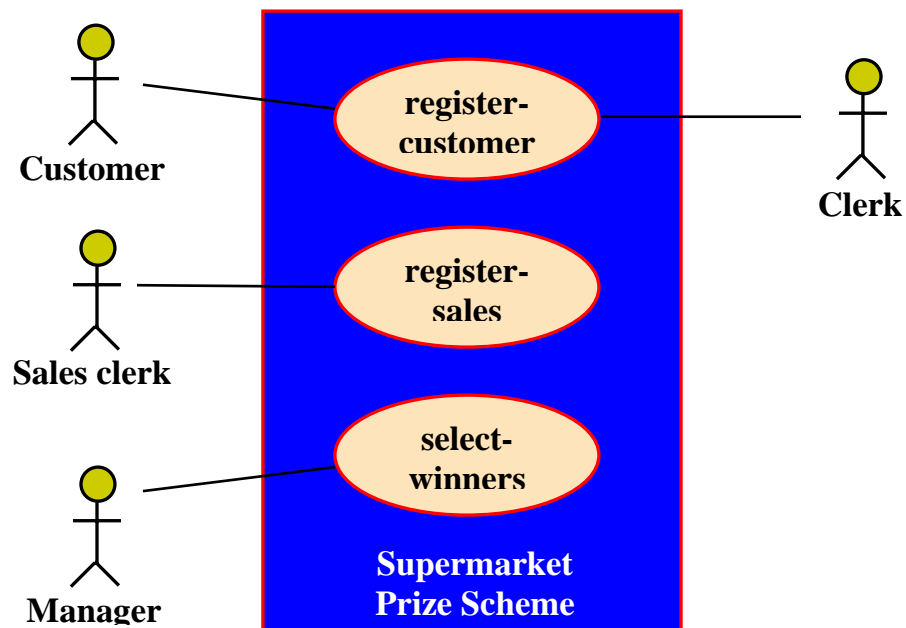 register-
customer
Customer
Clerk
register-
sales
Sales clerk
select-
winners
Supermarket
Prize Scheme
Manager